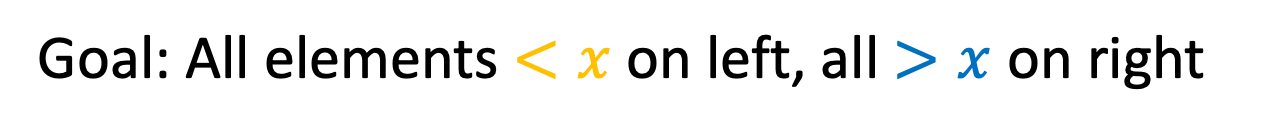 Goal: All elements < x on left, all > x on right